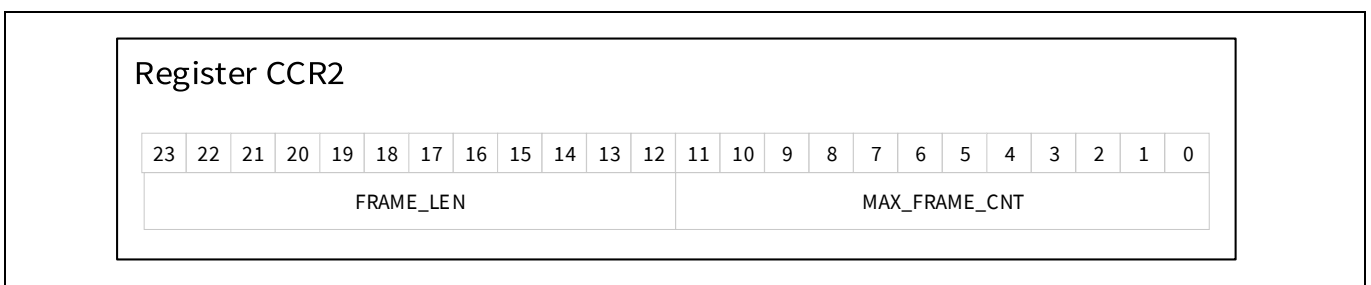 Register CCR2
23 22 21 20 19 18 17 16 15 14 13 12 11 10 9 8 7 6 5 4 3 2 1 0
FRAME_LEN MAX_FRAME_CNT